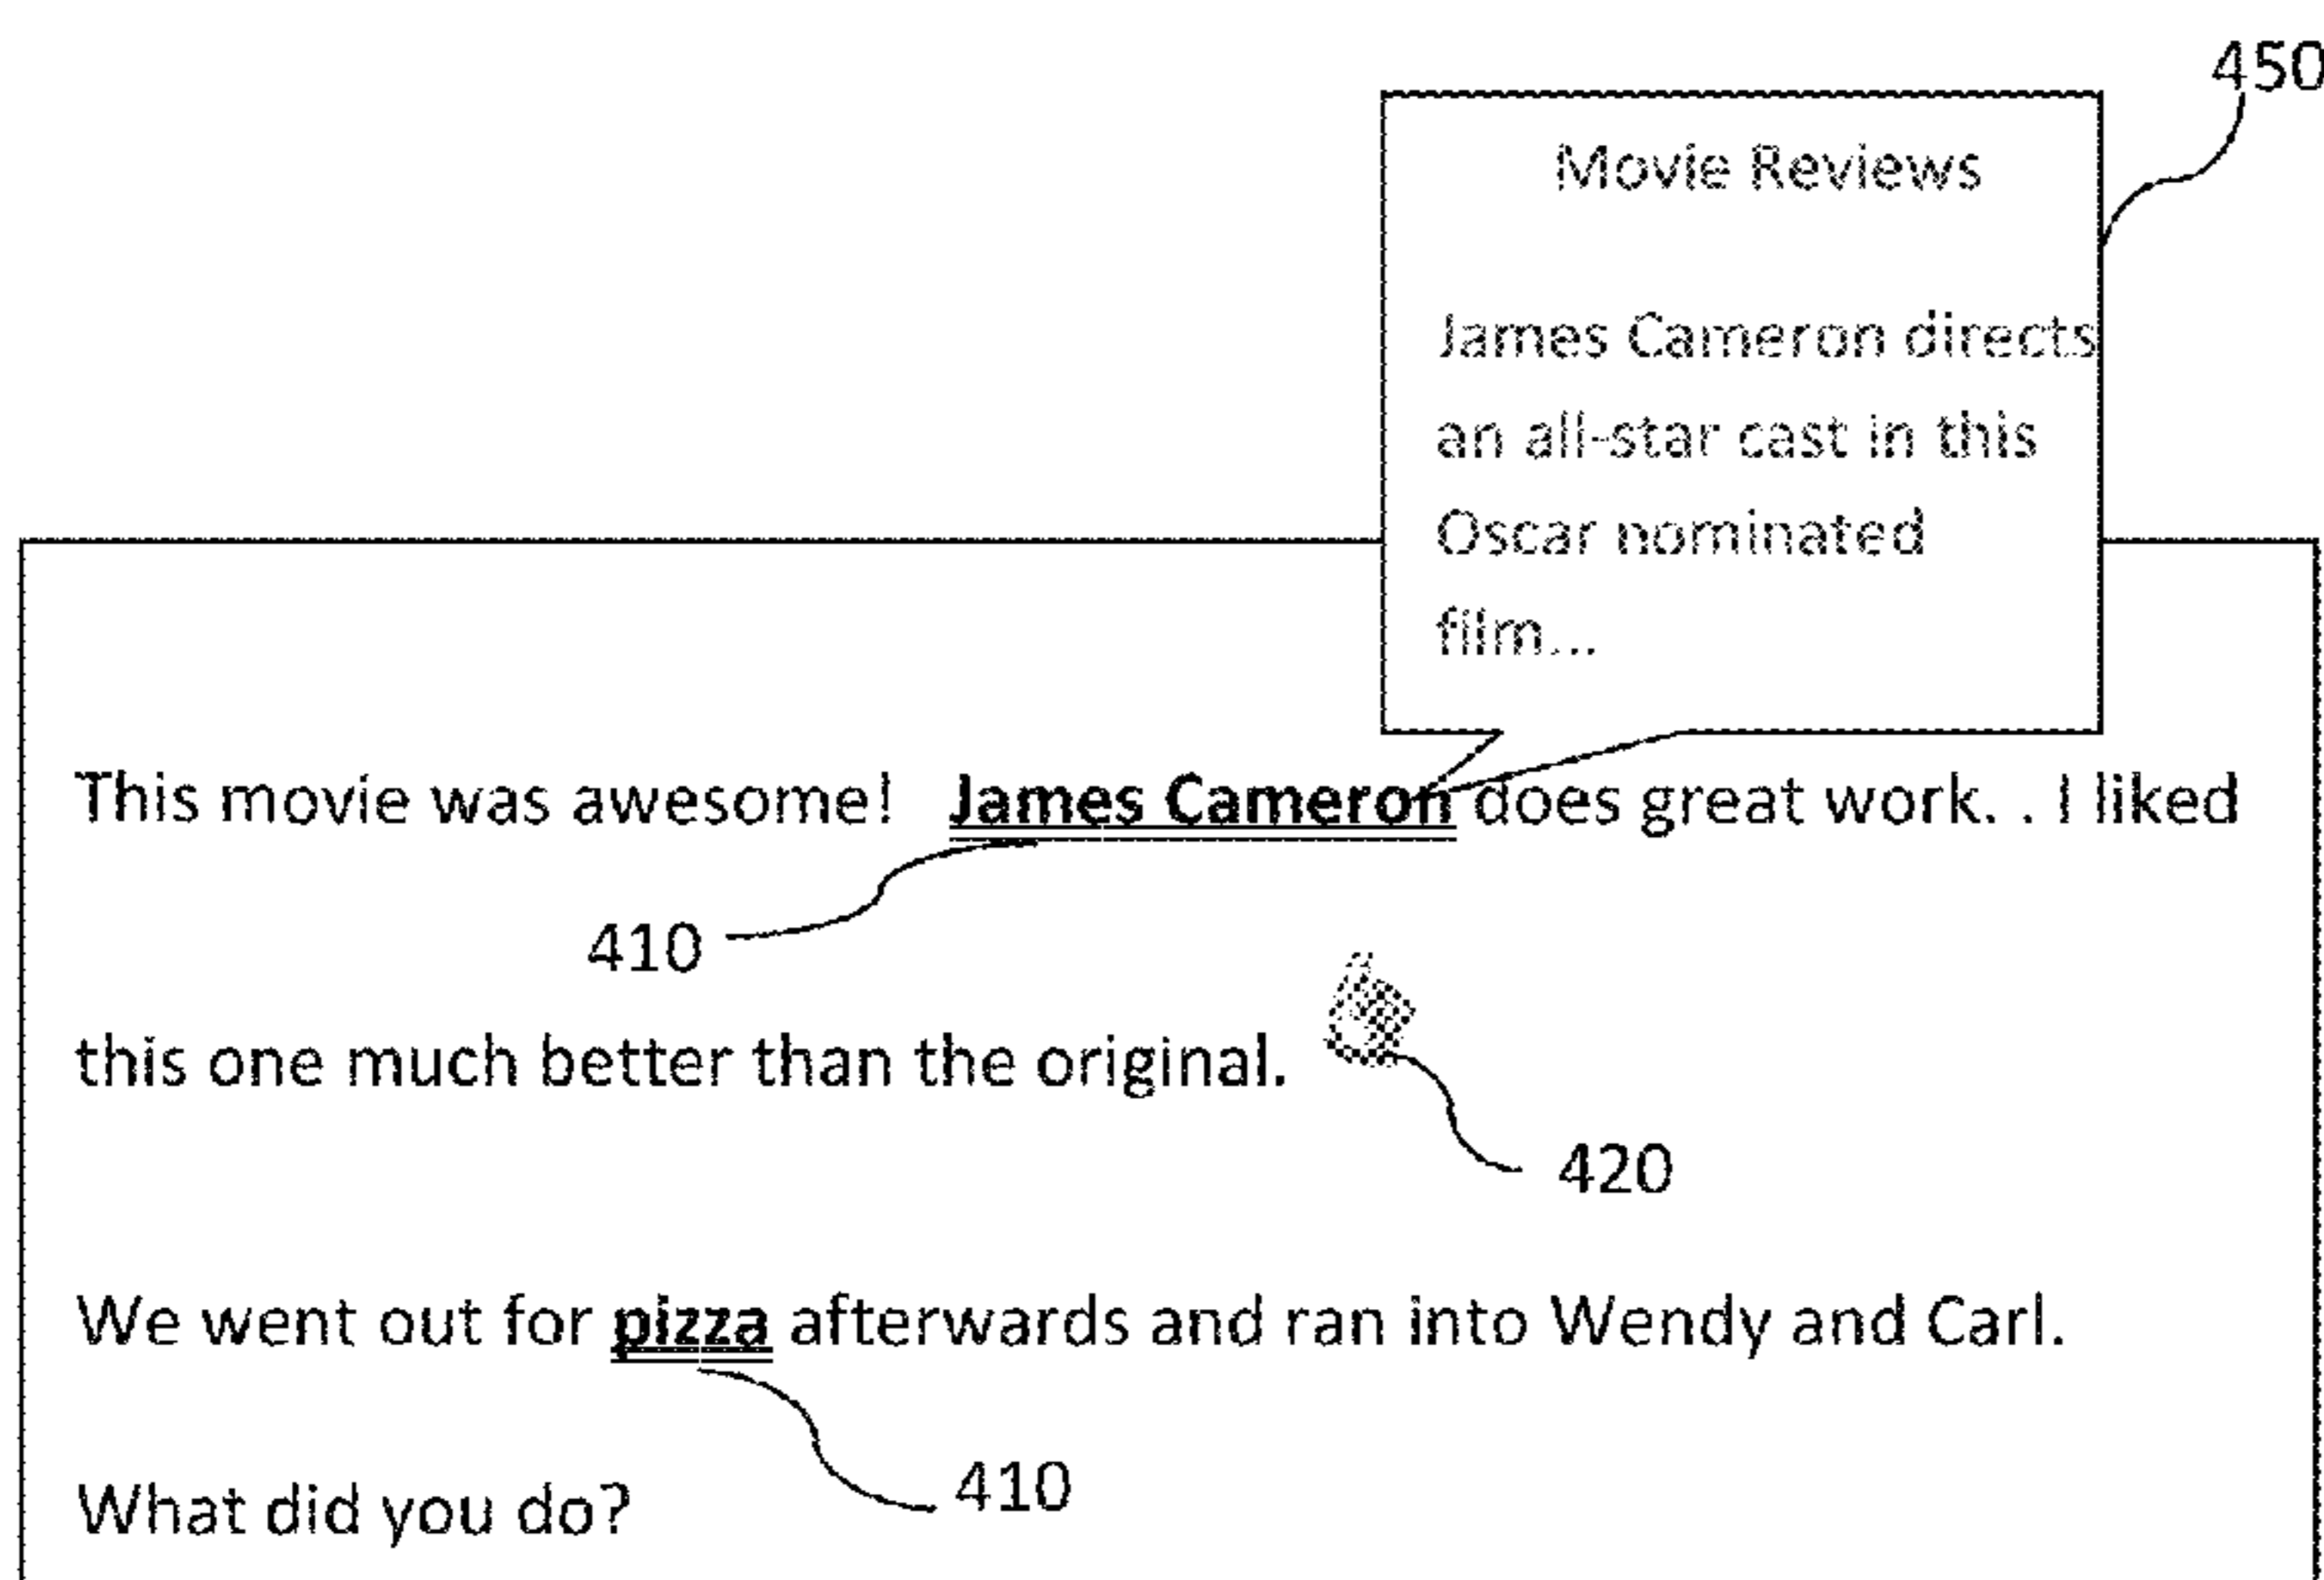 450
Movie Reviews
James Cameron directs
an all-star cast in this
Oscar nominated
film...
This movie was awesome! James Cameron does great work. . I liked
410
this one much better than the original.
420
We went out for pizza afterwards and ran into Wendy and Carl.
410
What did you do?